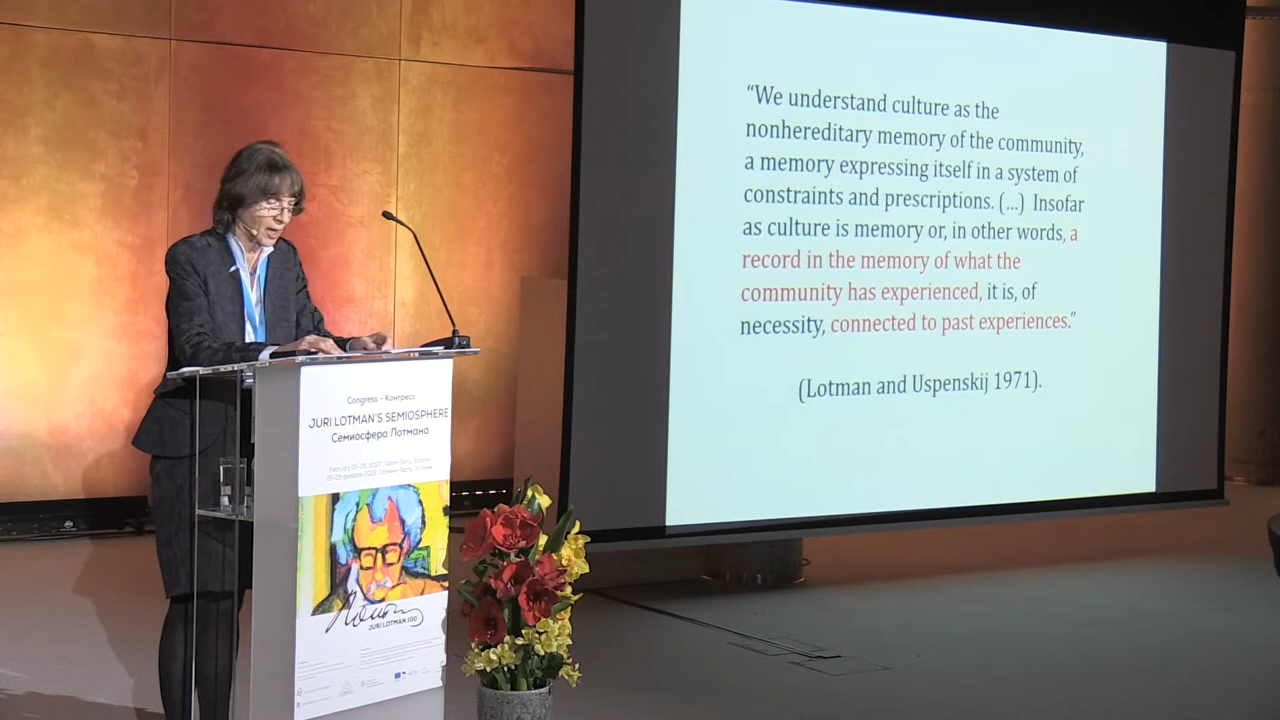 “We understand culture as the
nonhereditary memory of the community,
a memory expressing itself in a system of
constraints and prescriptions. (...) Insofar
as culture is memory or, in other words, a
record in the memory of what the
community has experienced, it is, of
necessity, connected to past experiences.”
(Lotman and Uspenskij 1971).
Congress – Конгресс
JURI LOTMAN'S SEMIOSPHERE
Семиосфера Лотмана
JURI LOTMAN 100